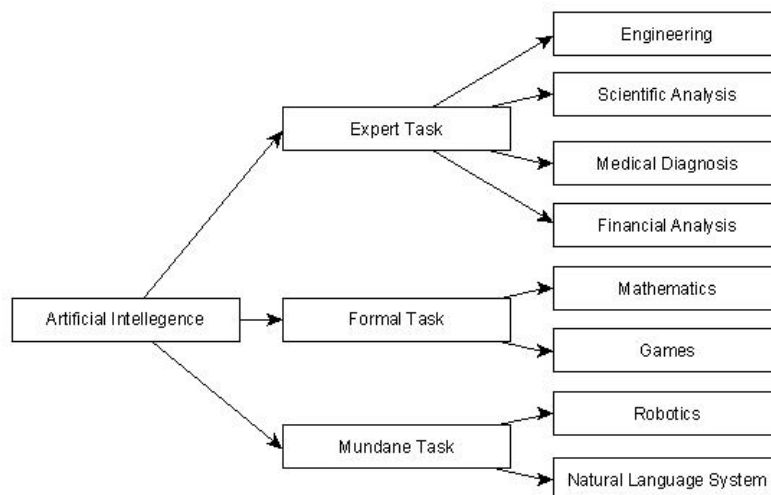 Engineering
Scientific Analysis
Expert Task
Medical Diagnosis
Financial Analysis
Artificial Intellegence
Formal Task
Mathematics
Games
Mundane Task
Robotics
Natural Language System